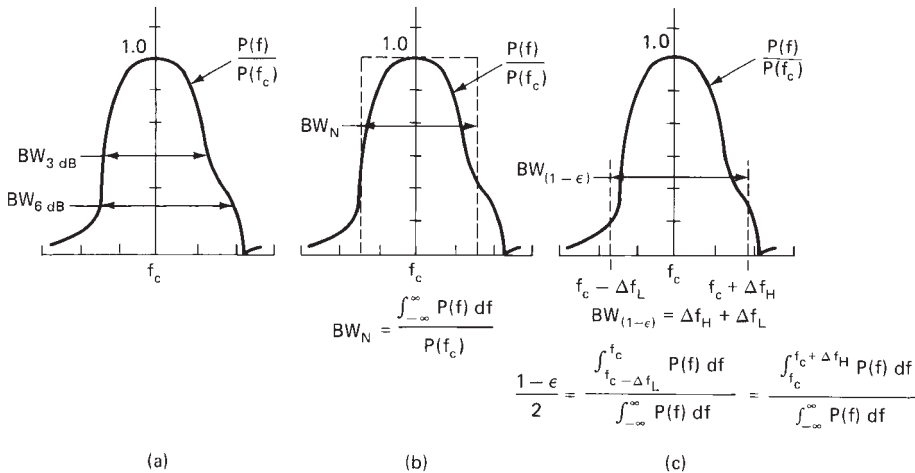 1.0
P(f)
P(f_c)
BW_3 dB
BW_6 dB
f_c
(a)
1.0
P(f)
P(f_c)
BW_N
f_c
BW_N = ∫_{-∞}^{∞} P(f) df / P(f_c)
(b)
1.0
P(f)
P(f_c)
BW_(1-ϵ)
f_c
f_c − Δf_L
f_c + Δf_H
BW_(1-ϵ) = Δf_H + Δf_L
(1 − ϵ) / 2 = ∫_{f_c − Δf_L}^{f_c} P(f) df / ∫_{-∞}^{∞} P(f) df = ∫_{f_c}^{f_c + Δf_H} P(f) df / ∫_{-∞}^{∞} P(f) df
(c)